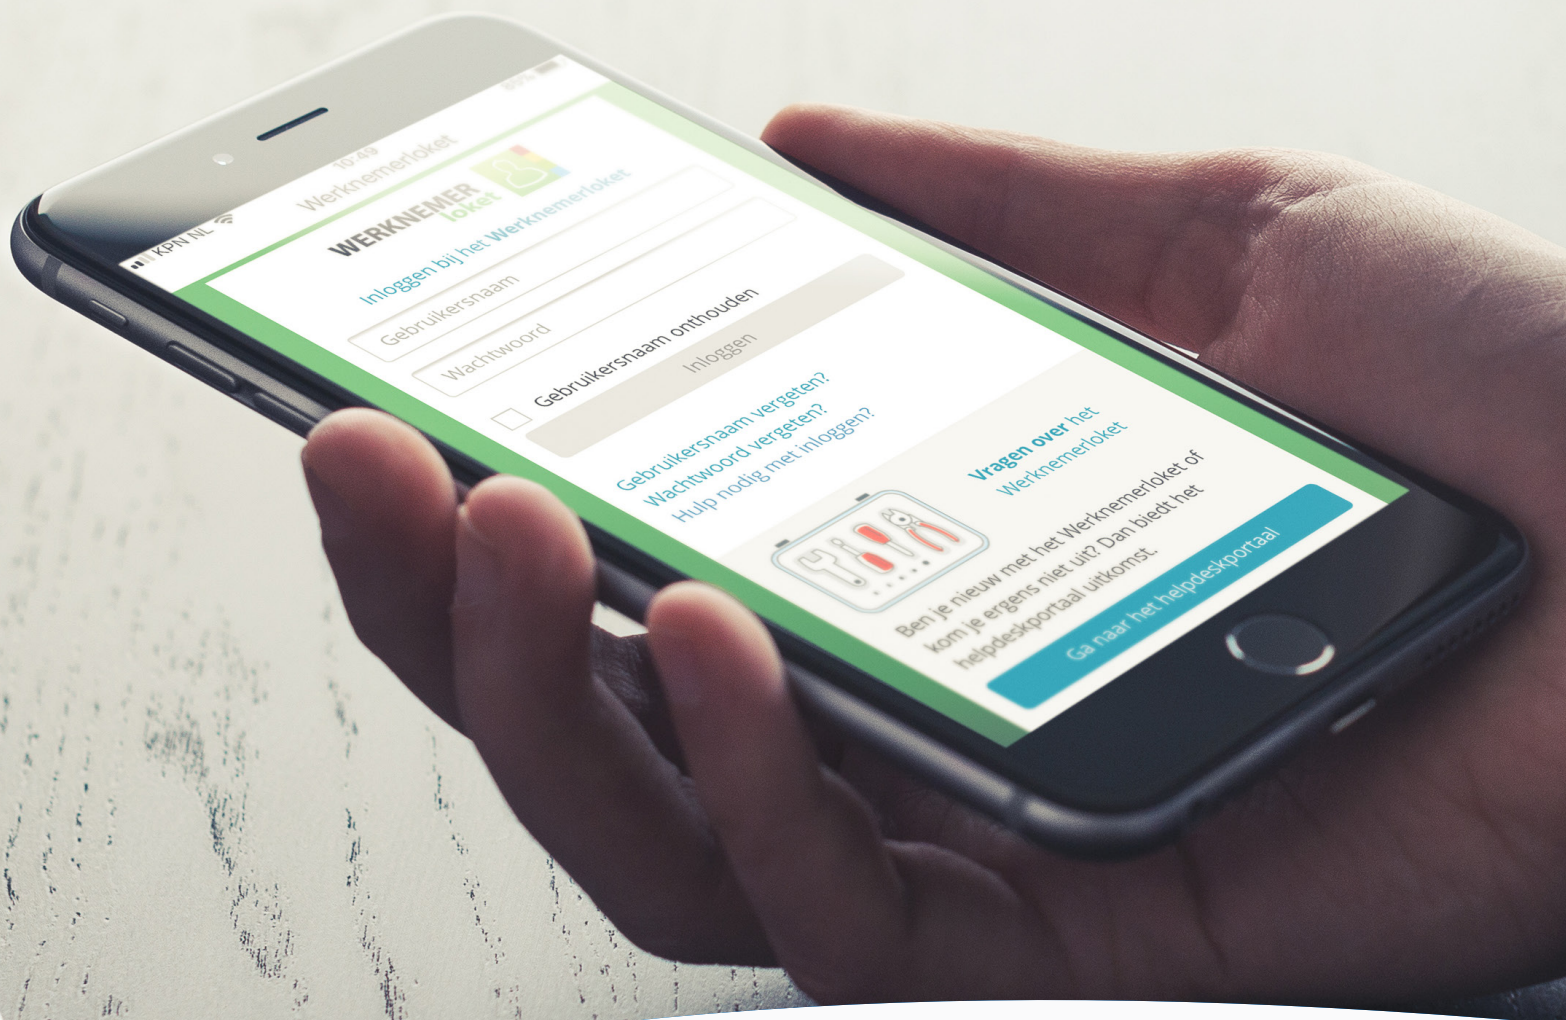 KPN NL
10:49
Werknemerloket
WERKNEMER
loket
Inloggen bij het Werknemerloket
Gebruikersnaam
Wachtwoord
Gebruikersnaam onthouden
Inloggen
Gebruikersnaam vergeten?
Wachtwoord vergeten?
Hulp nodig met inloggen?
Vragen over het
Werknemerloket
Ben je nieuw met het Werknemerloket of
kom je ergens niet uit? Dan biedt het
helpdeskportaal uitkomst.
Ga naar het helpdeskportaal